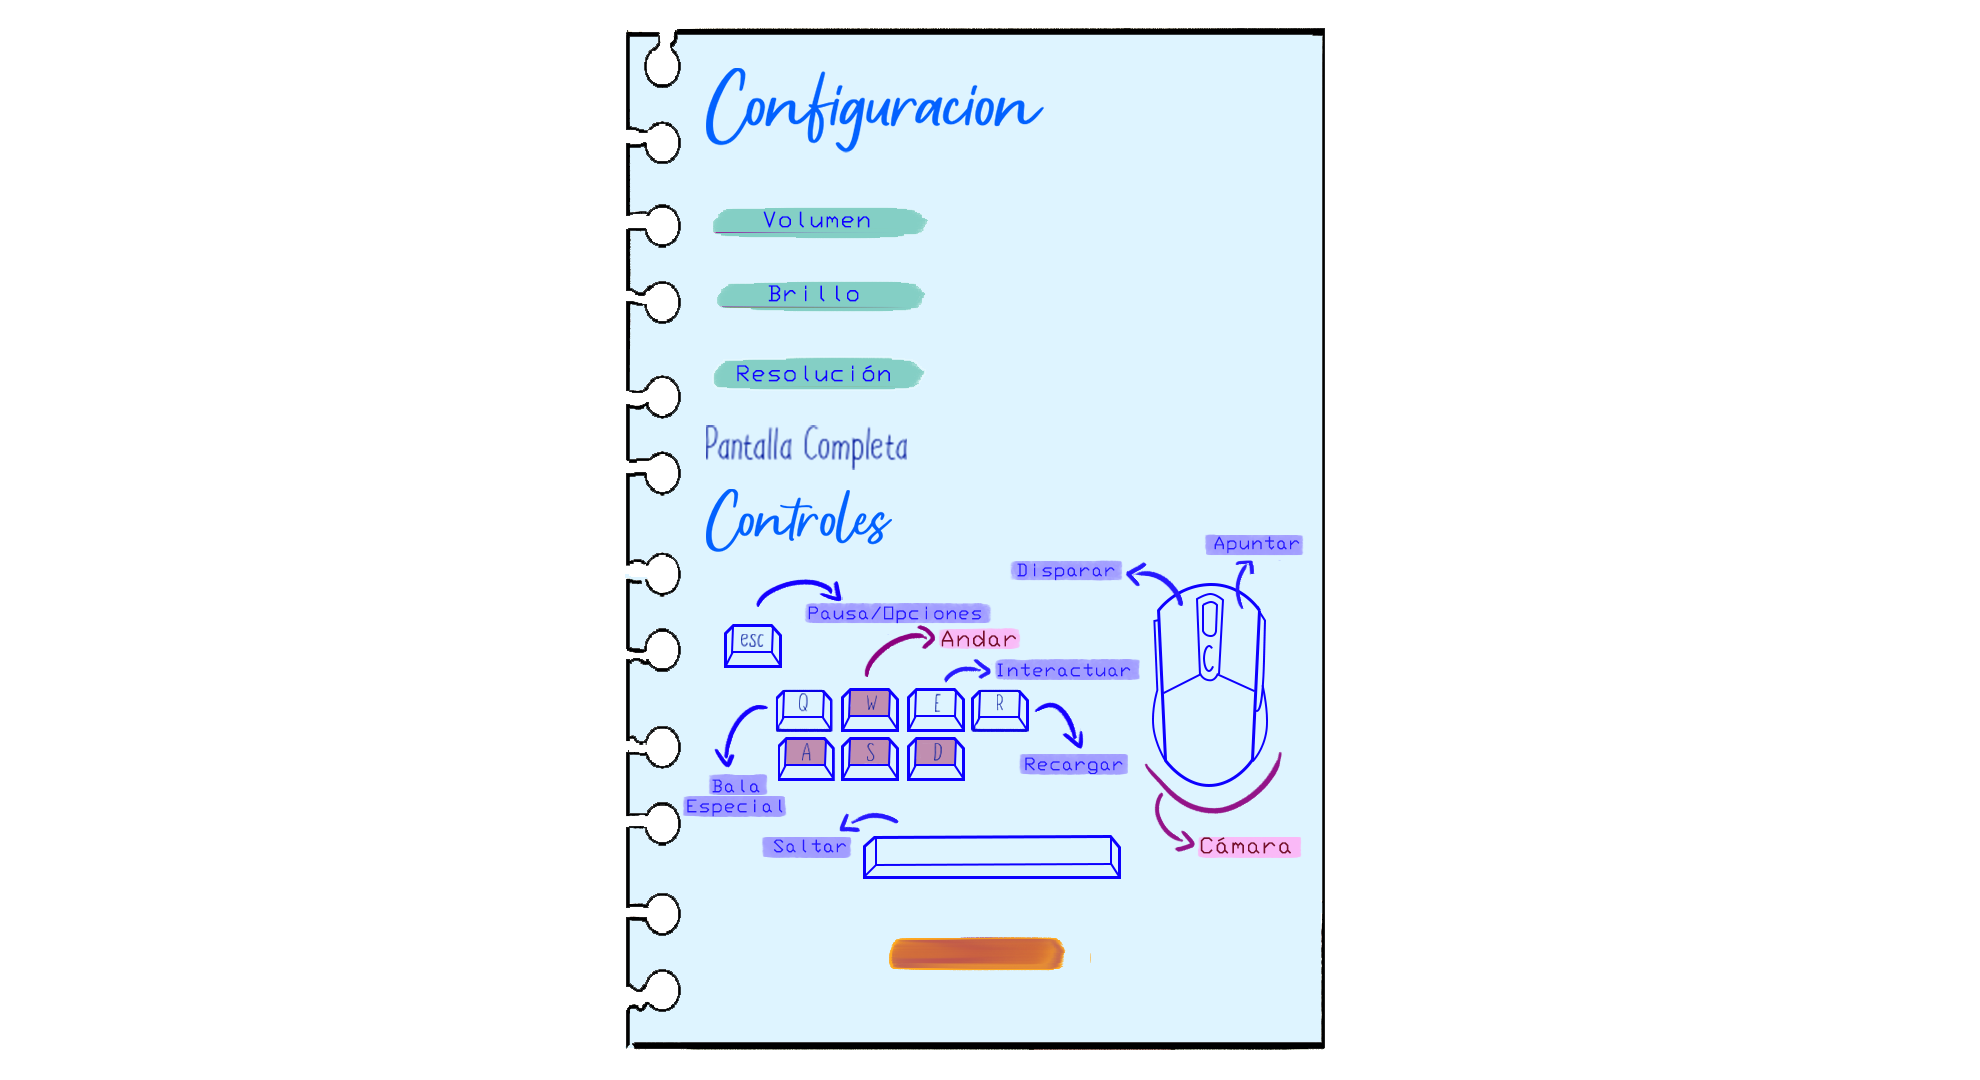 Configuracion
Volumen
Brillo
Resolución
Pantalla Completa
Controles
Apuntar
Disparar
Pausa/Opciones
esc
Andar
Interactuar
Q W E R
A S D
Recargar
Bala
Especial
Saltar
Cámara